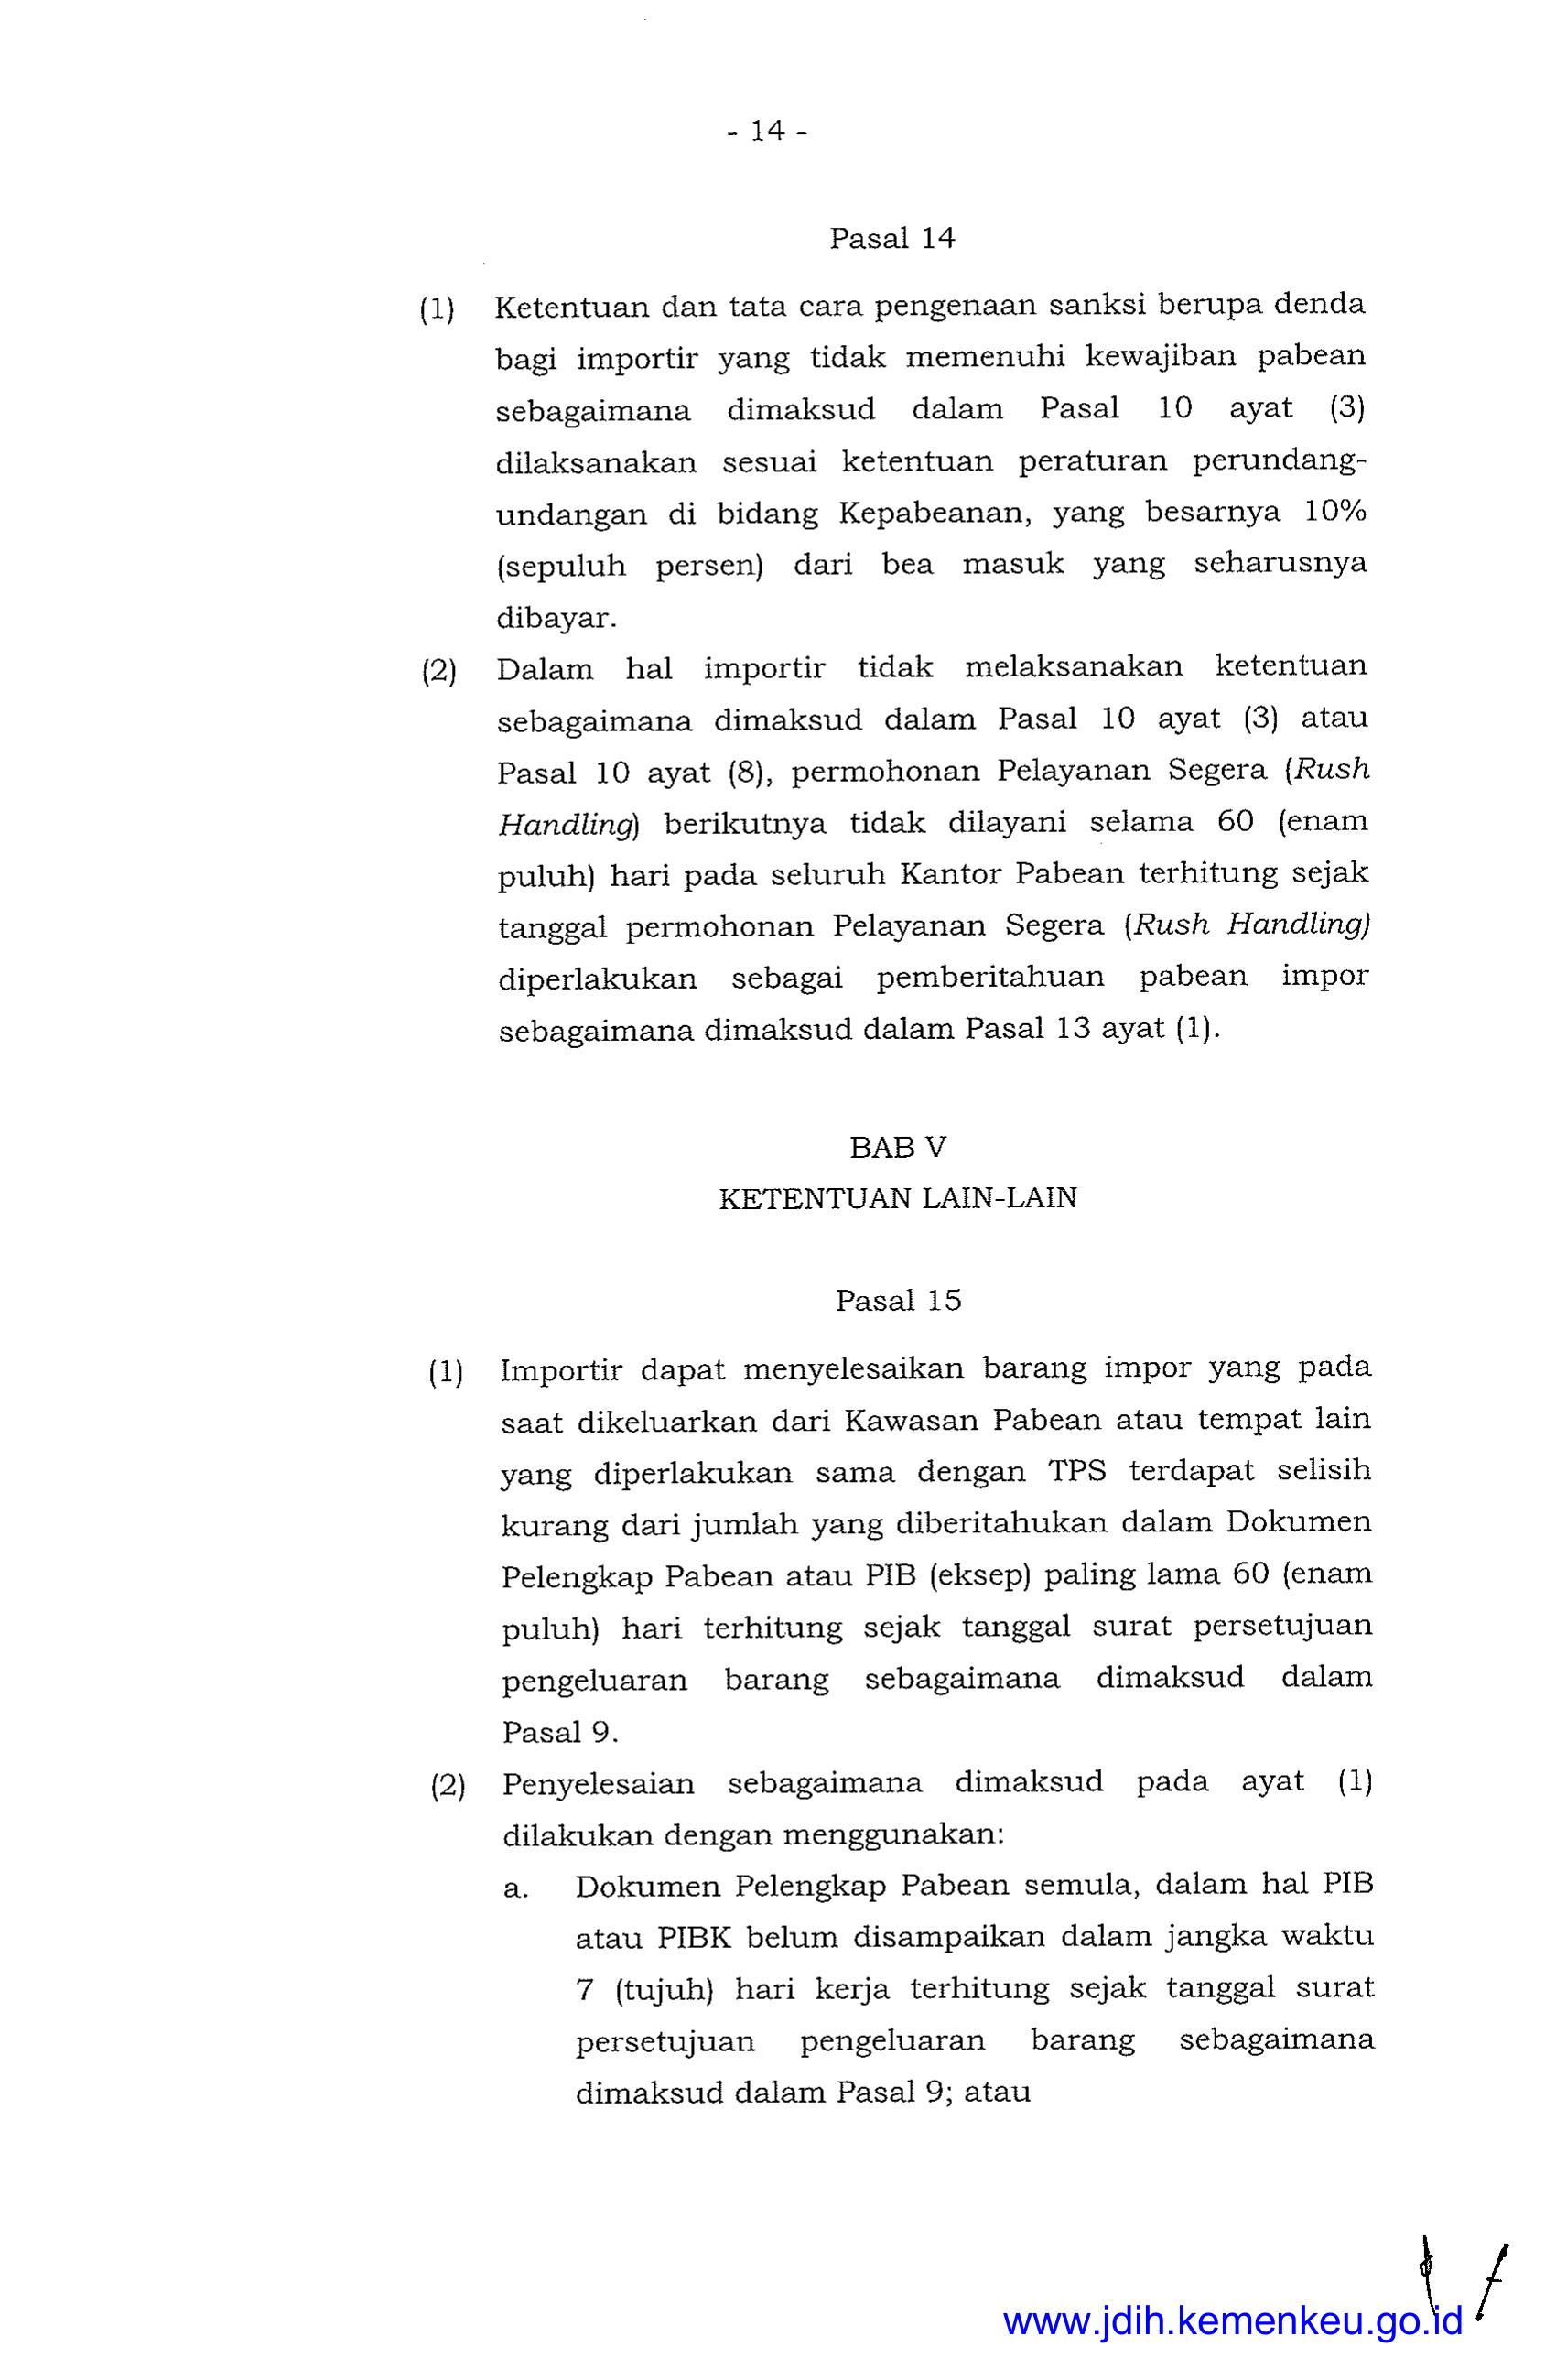 - 14 -
Pasal 14
(1) Ketentuan dan tata cara pengenaan sanksi berupa denda
bagi importir yang tidak memenuhi kewajiban pabean
sebagaimana dimaksud dalam Pasal 10 ayat (3)
dilaksanakan sesuai ketentuan peraturan perundang-
undangan di bidang Kepabeanan, yang besarnya 10%
(sepuluh persen) dari bea masuk yang seharusnya
dibayar.
(2) Dalam hal importir tidak melaksanakan ketentuan
sebagaimana dimaksud dalam Pasal 10 ayat (3) atau
Pasal 10 ayat (8), permohonan Pelayanan Segera (Rush
Handling) berikutnya tidak dilayani selama 60 (enam
puluh) hari pada seluruh Kantor Pabean terhitung sejak
tanggal permohonan Pelayanan Segera (Rush Handling)
diperlakukan sebagai pemberitahuan pabean impor
sebagaimana dimaksud dalam Pasal 13 ayat (1).
BAB V
KETENTUAN LAIN-LAIN
Pasal 15
(1) Importir dapat menyelesaikan barang impor yang pada
saat dikeluarkan dari Kawasan Pabean atau tempat lain
yang diperlakukan sama dengan TPS terdapat selisih
kurang dari jumlah yang diberitahukan dalam Dokumen
Pelengkap Pabean atau PIB (eksep) paling lama 60 (enam
puluh) hari terhitung sejak tanggal surat persetujuan
pengeluaran barang sebagaimana dimaksud dalam
Pasal 9.
(2) Penyelesaian sebagaimana dimaksud pada ayat (1)
dilakukan dengan menggunakan:
a. Dokumen Pelengkap Pabean semula, dalam hal PIB
atau PIBK belum disampaikan dalam jangka waktu
7 (tujuh) hari kerja terhitung sejak tanggal surat
persetujuan pengeluaran barang sebagaimana
dimaksud dalam Pasal 9; atau
www.jdih.kemenkeu.go.id